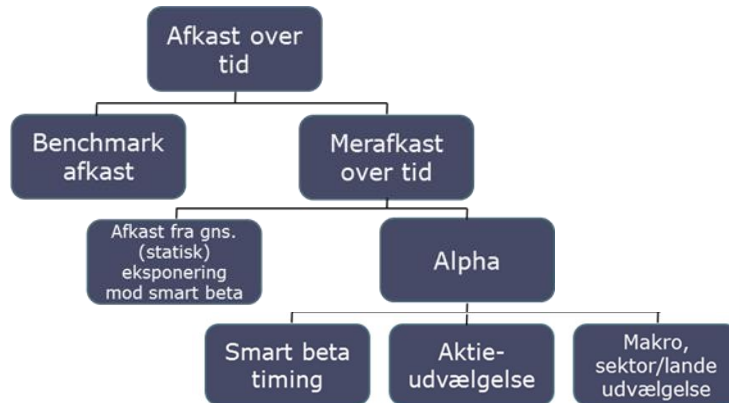 Afkast over
tid
Benchmark
afkast
Merafkast
over tid
Afkast fra gns.
(statisk)
eksponering
mod smart beta
Alpha
Smart beta
timing
Aktie-
udvælgelse
Makro,
sektor/lande
udvælgelse